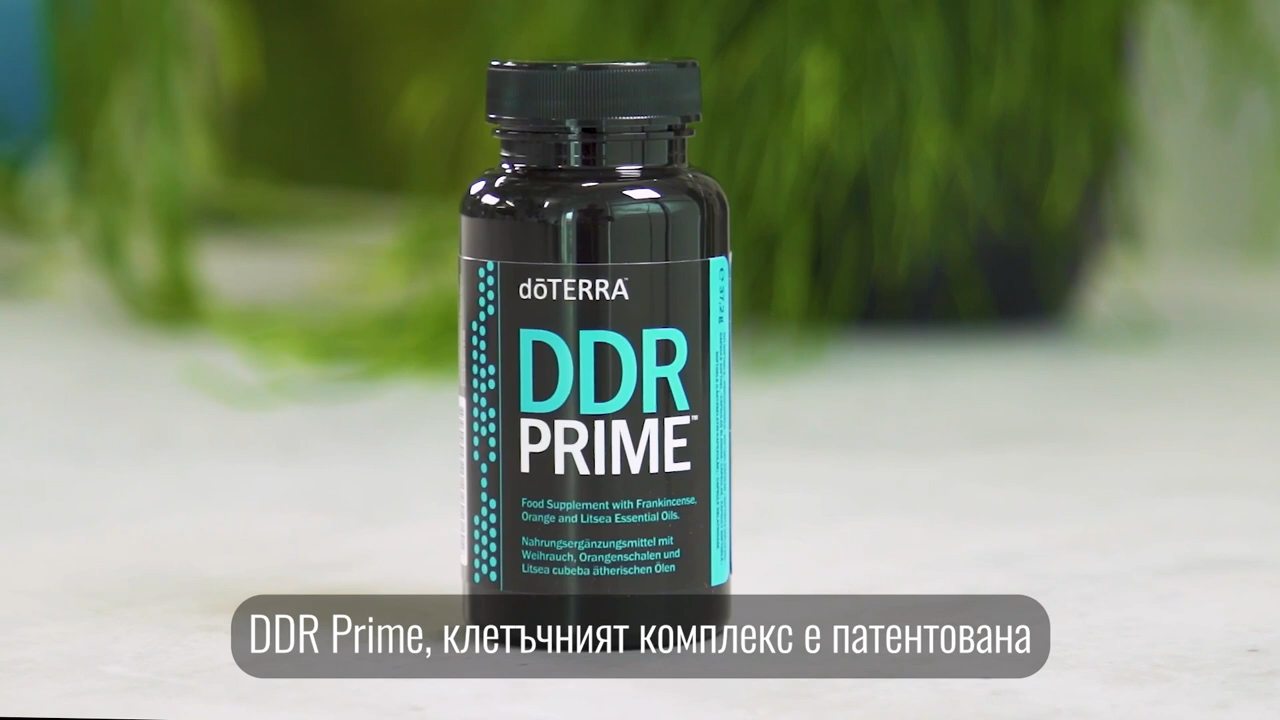 dōTERRA™
DDR
PRIME™
Food Supplement with Frankincense,
Orange and Litsea Essential Oils.
Nahrungsergänzungsmittel mit
Weihrauch, Orangenschalen und
Litsea cubeba ätherischen Ölen
DDR Prime, клетъчният комплекс е патентована